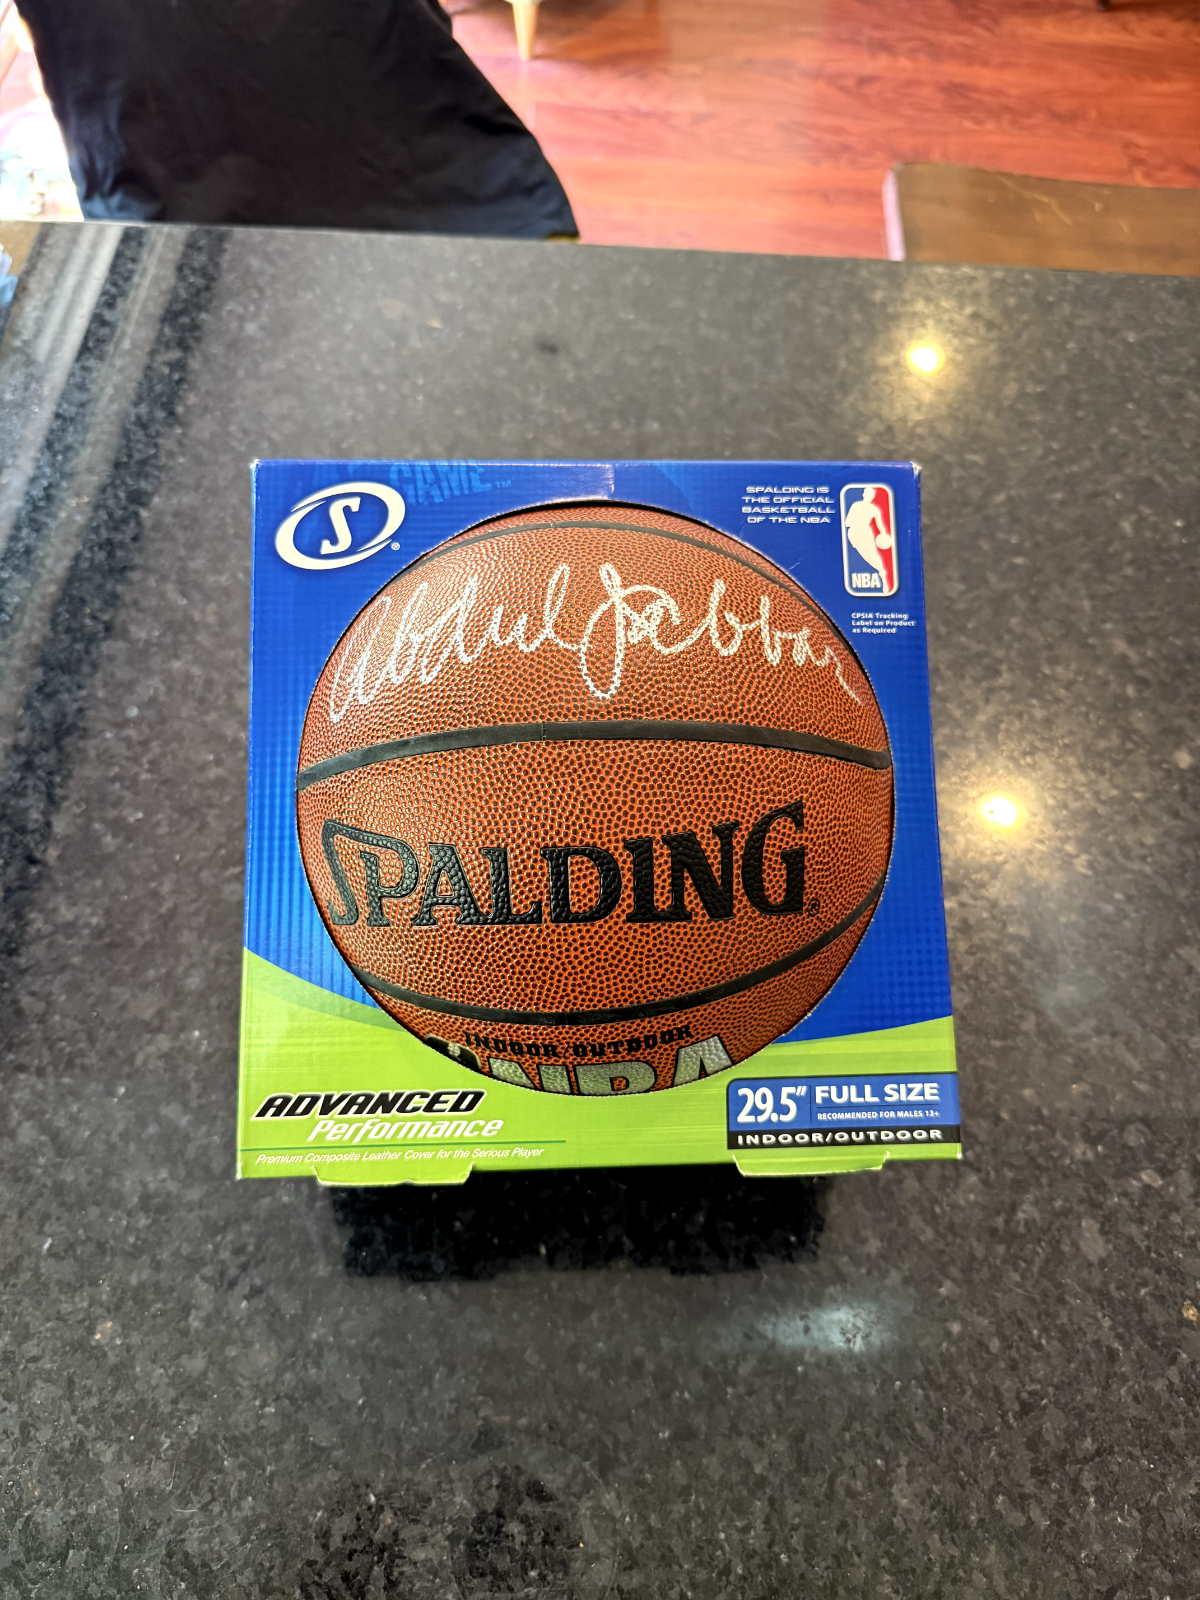 GAME™
S®
SPALDING IS
THE OFFICIAL
BASKETBALL
OF THE NBA
NBA
CPSIA Tracking
Label on Product
as Required
Abdul Jabbar
SPALDING®
INDOOR/OUTDOOR
NBA
ADVANCED
Performance
Premium Composite Leather Cover for the Serious Player
29.5" FULL SIZE
RECOMMENDED FOR MALES 13+
INDOOR/OUTDOOR